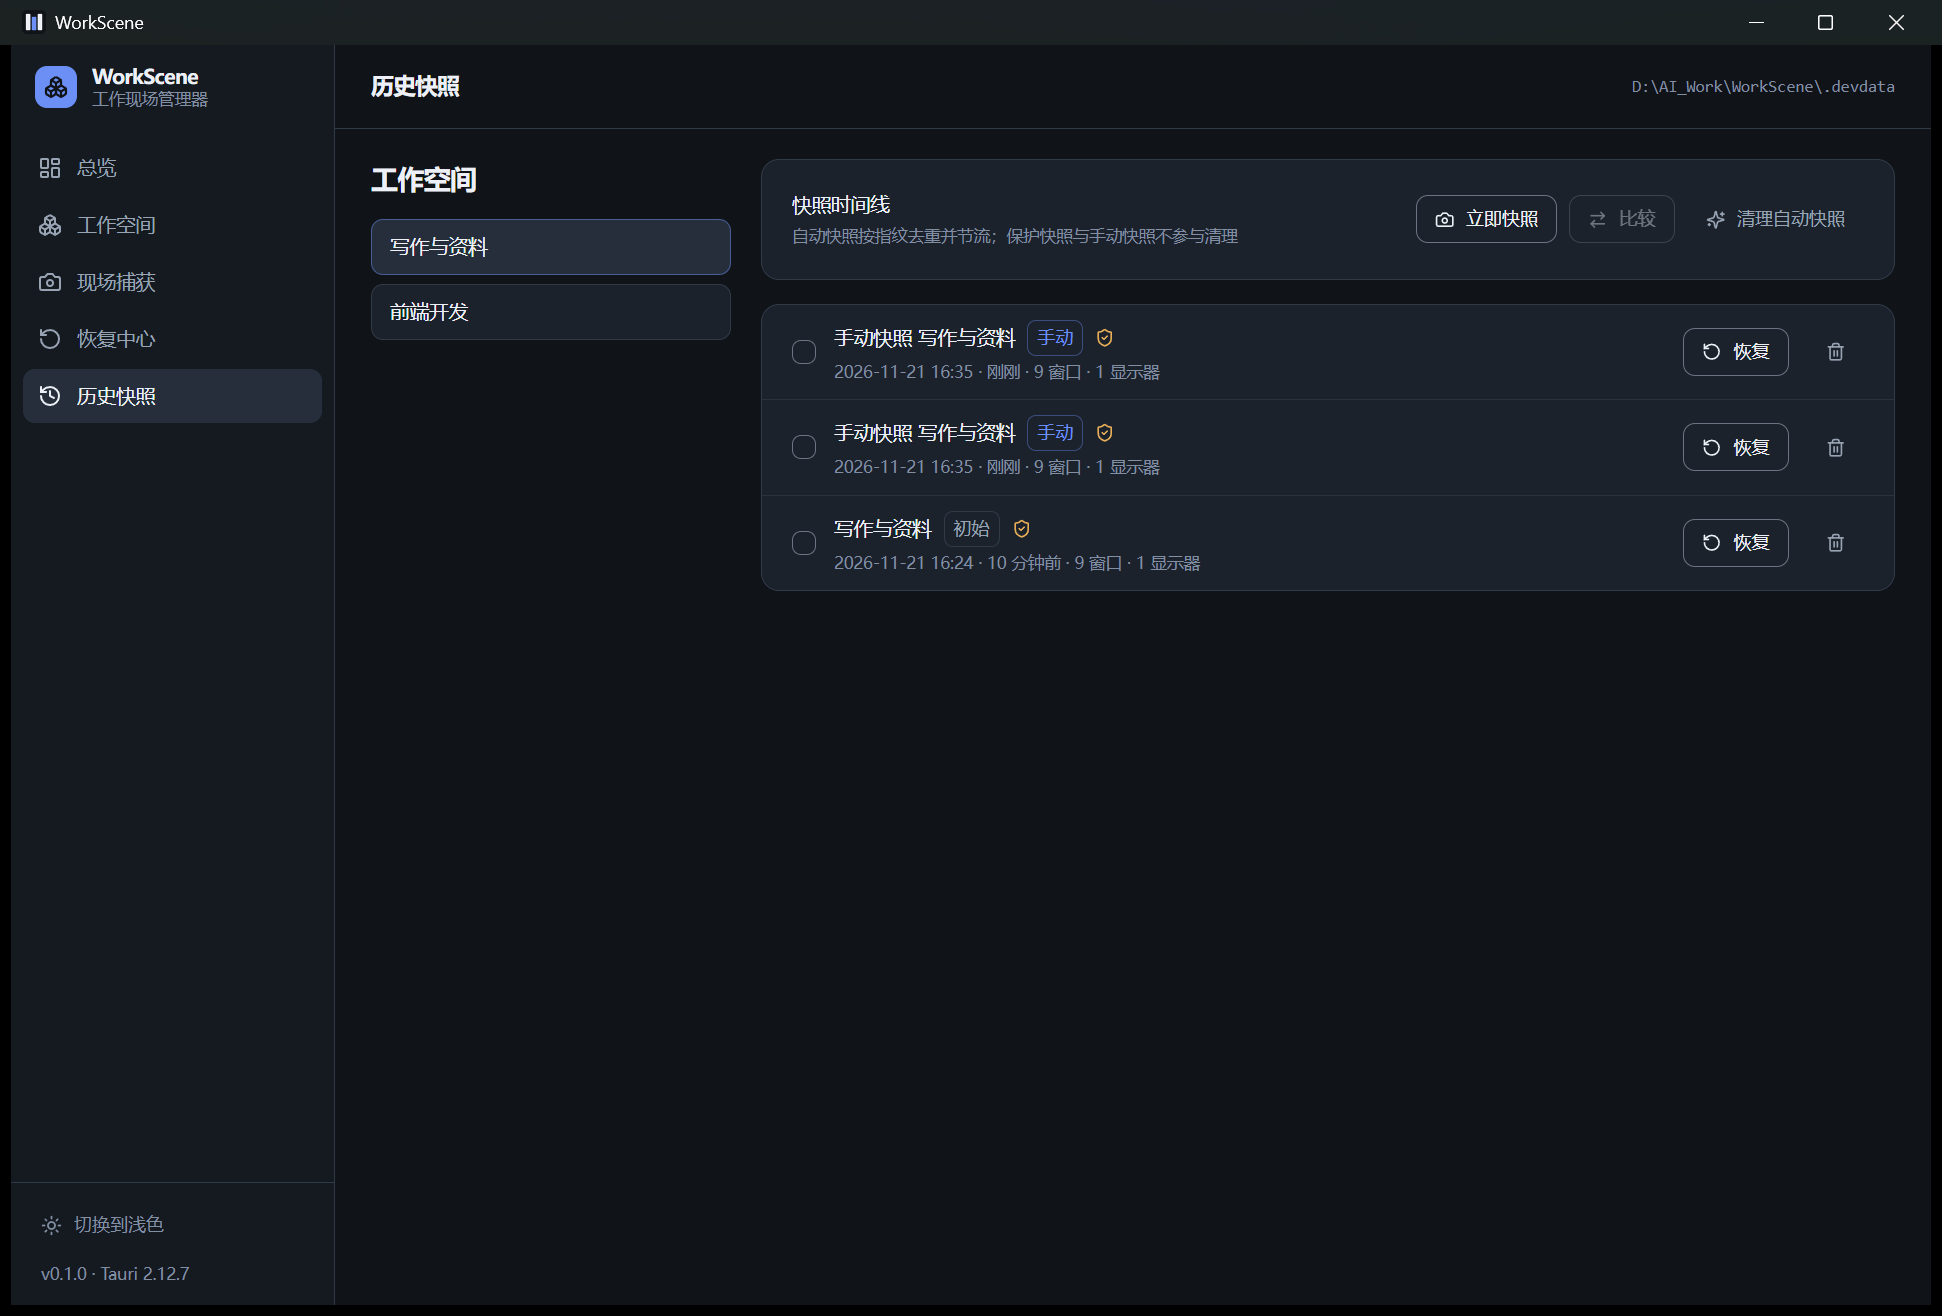 WorkScene
WorkScene
工作现场管理器
总览
工作空间
现场捕获
恢复中心
历史快照
切换到浅色
v0.1.0 · Tauri 2.12.7
历史快照
D:\AI_Work\WorkScene\.devdata
工作空间
写作与资料
前端开发
快照时间线
自动快照按指纹去重并节流；保护快照与手动快照不参与清理
立即快照
比较
清理自动快照
手动快照 写作与资料 手动
2026-11-21 16:35 · 刚刚 · 9 窗口 · 1 显示器
恢复
手动快照 写作与资料 手动
2026-11-21 16:35 · 刚刚 · 9 窗口 · 1 显示器
恢复
写作与资料 初始
2026-11-21 16:24 · 10 分钟前 · 9 窗口 · 1 显示器
恢复